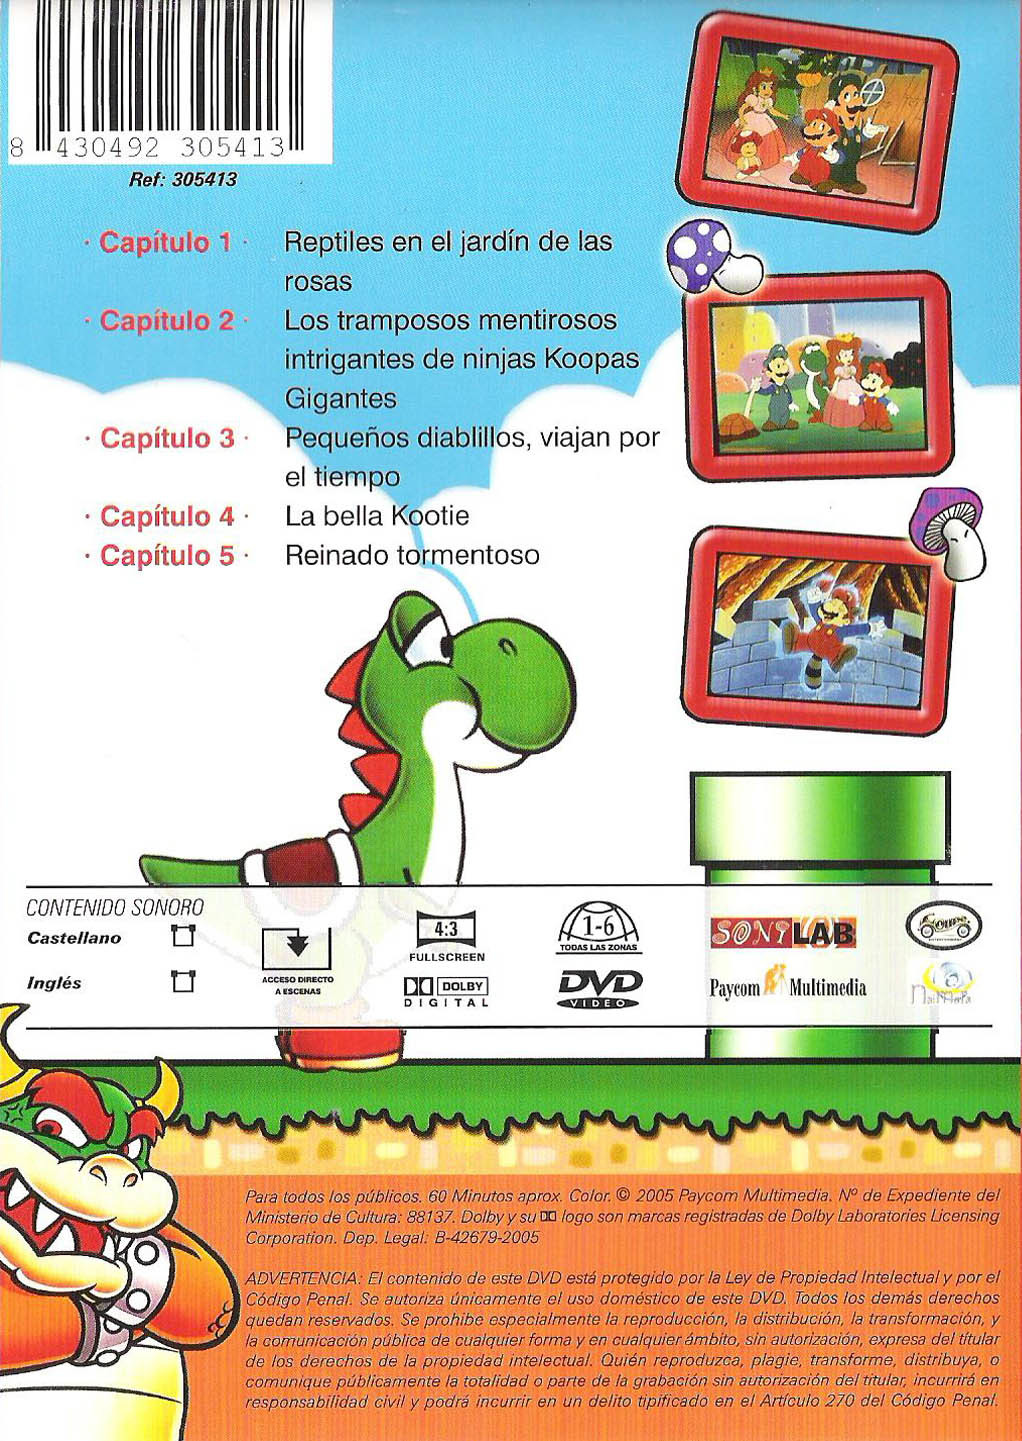 8 430492 305413
Ref: 305413
· Capítulo 1 · Reptiles en el jardín de las
rosas
· Capítulo 2 · Los tramposos mentirosos
intrigantes de ninjas Koopas
Gigantes
· Capítulo 3 · Pequeños diablillos, viajan por
el tiempo
· Capítulo 4 · La bella Kootie
· Capítulo 5 · Reinado tormentoso
CONTENIDO SONORO
Castellano
Inglés
ACCESO DIRECTO
A ESCENAS
4:3
FULLSCREEN
DOLBY
DIGITAL
1-6
TODAS LAS ZONAS
DVD
VIDEO
SONILAB
Paycom Multimedia
Para todos los públicos. 60 Minutos aprox. Color. © 2005 Paycom Multimedia. Nº de Expediente del
Ministerio de Cultura: 88137. Dolby y su logo son marcas registradas de Dolby Laboratories Licensing
Corporation. Dep. Legal: B-42679-2005
ADVERTENCIA: El contenido de este DVD está protegido por la Ley de Propiedad Intelectual y por el
Código Penal. Se autoriza únicamente el uso doméstico de este DVD. Todos los demás derechos
quedan reservados. Se prohibe especialmente la reproducción, la distribución, la transformación, y
la comunicación pública de cualquier forma y en cualquier ámbito, sin autorización, expresa del títular
de los derechos de la propiedad intelectual. Quién reproduzca, plagie, transforme, distribuya, o
comunique públicamente la totalidad o parte de la grabación sin autorización del títular, incurrirá en
responsabilidad civil y podrá incurrir en un delito tipificado en el Artículo 270 del Código Penal.